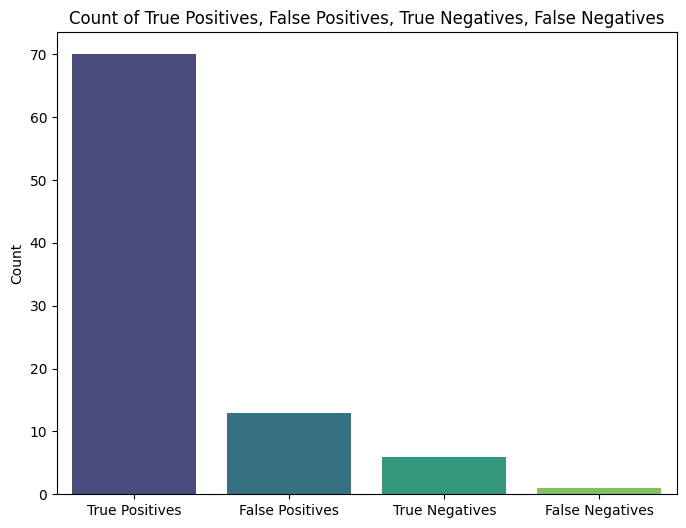 Count of True Positives, False Positives, True Negatives, False Negatives
70
60
50
40
30
20
10
0
Count
True Positives
False Positives
True Negatives
False Negatives